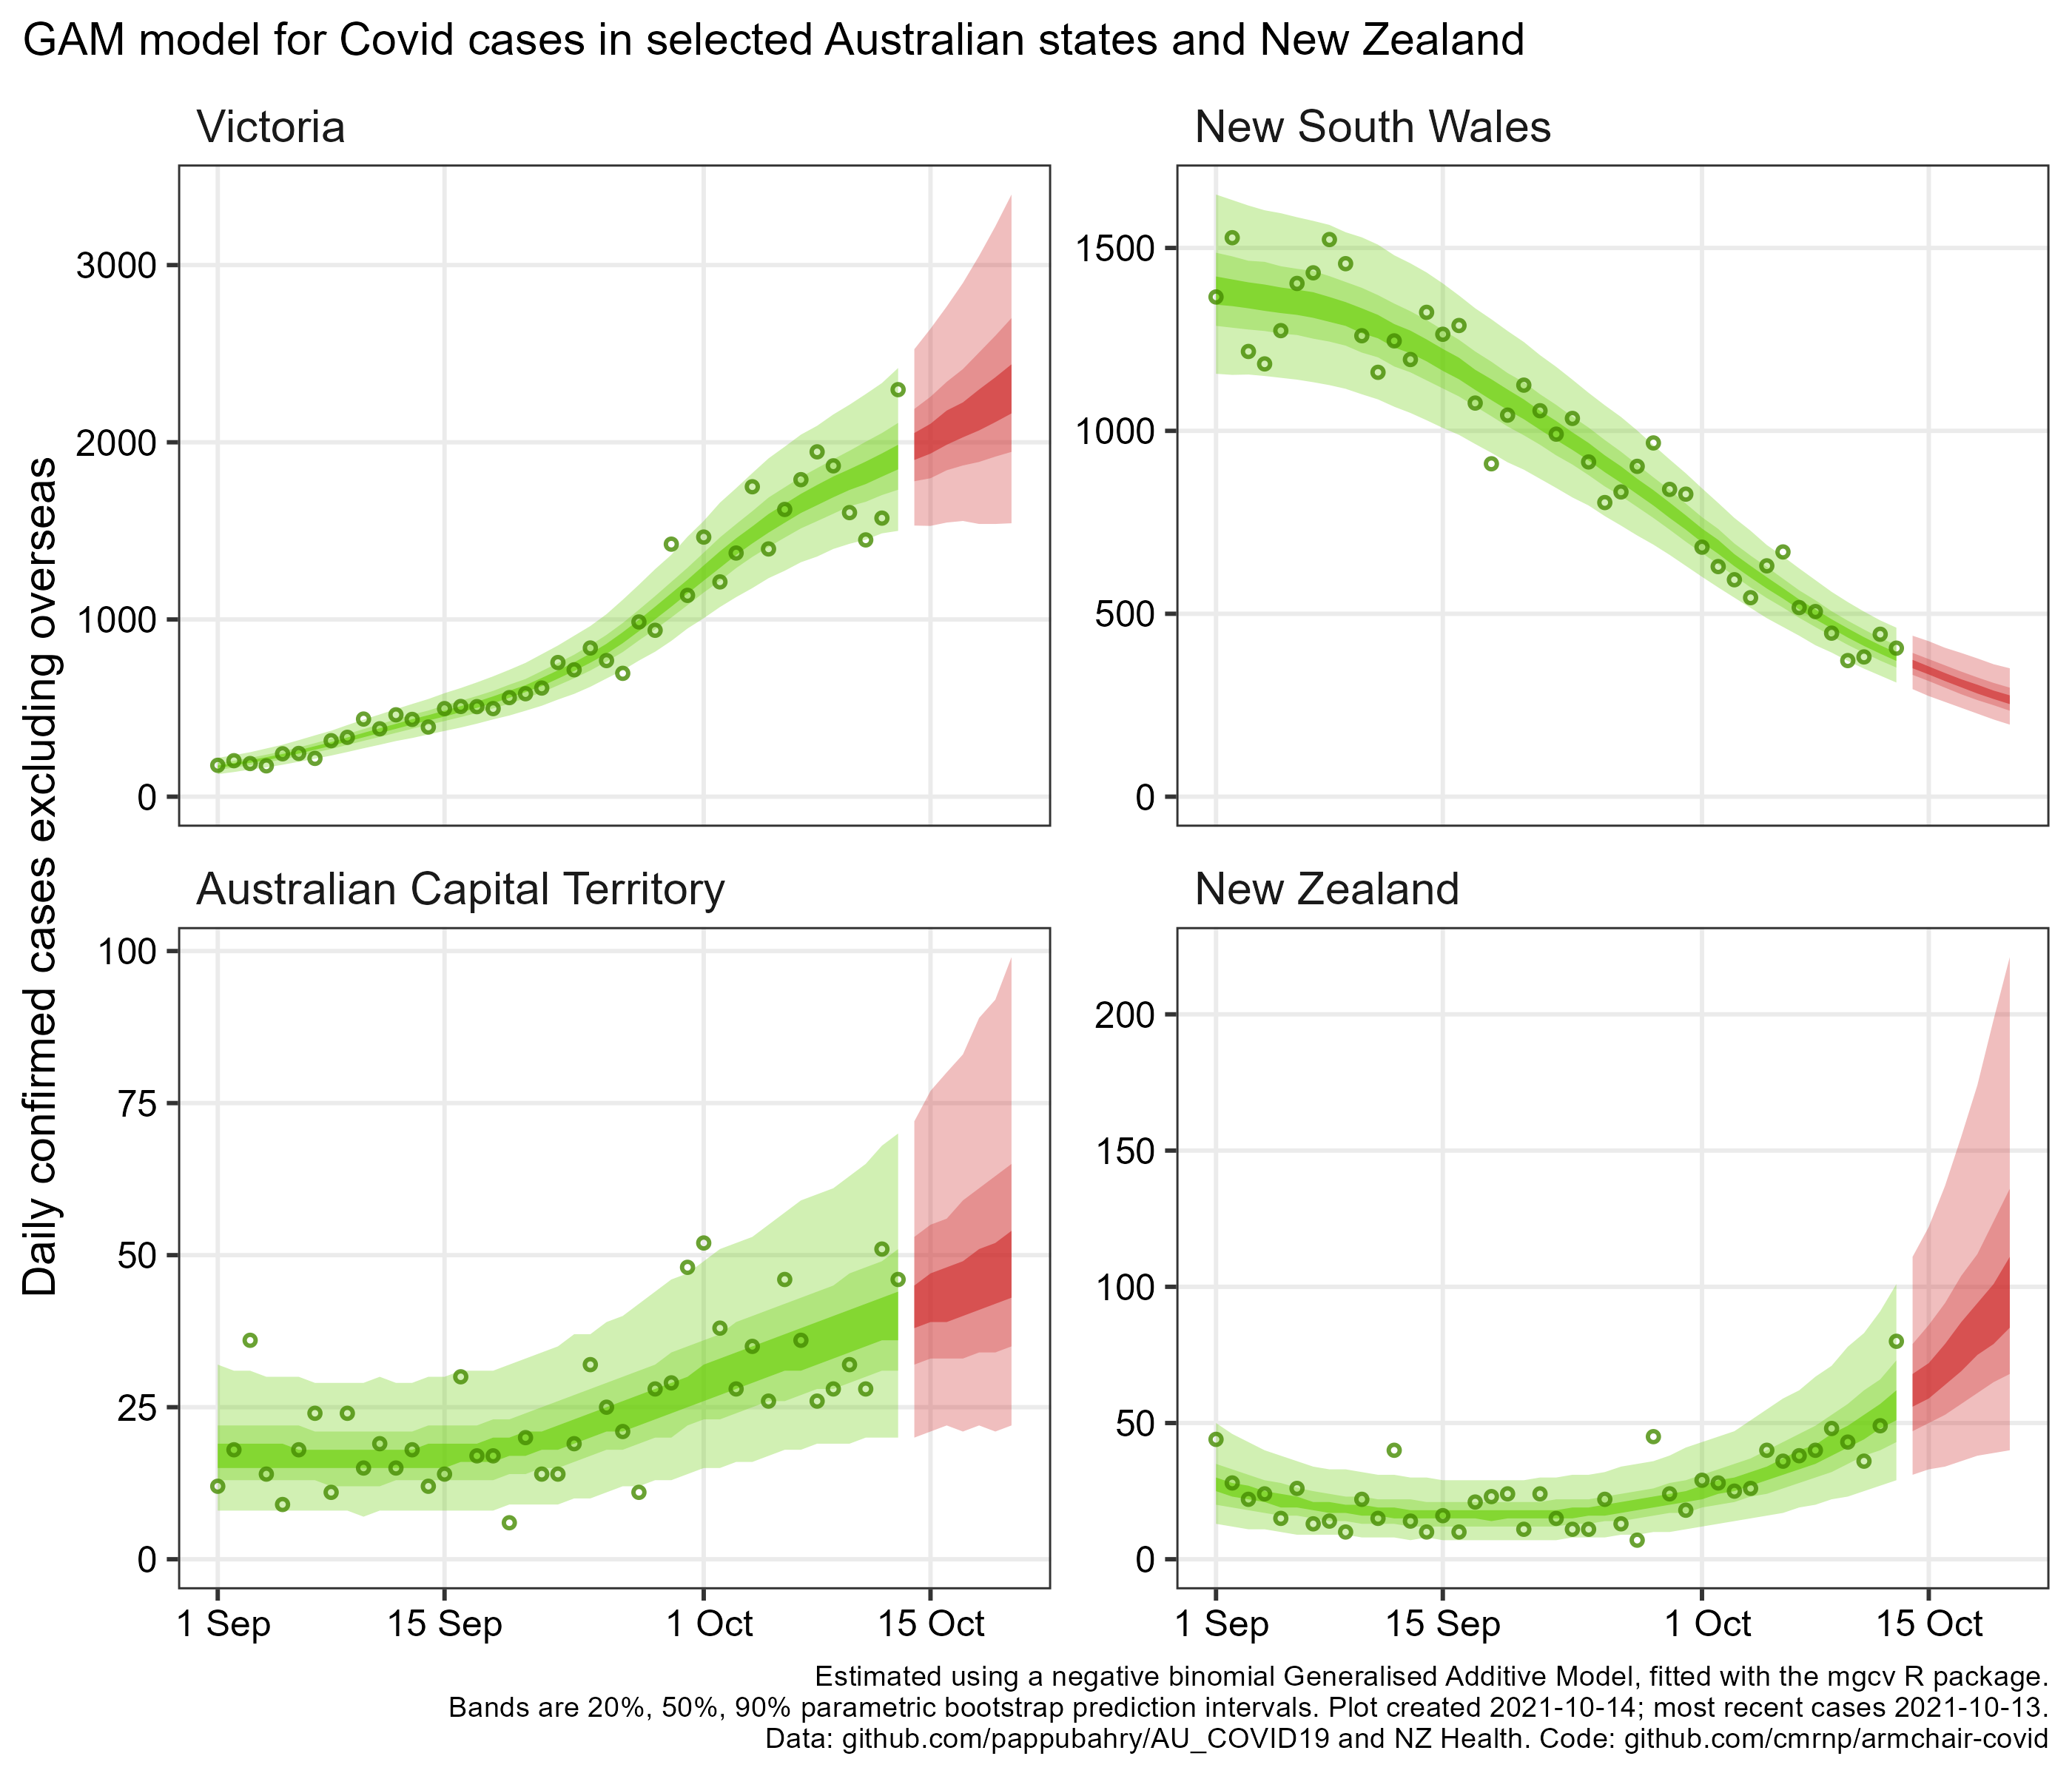 GAM model for Covid cases in selected Australian states and New Zealand
Daily confirmed cases excluding overseas
Victoria
3000
2000
1000
0
New South Wales
1500
1000
500
0
Australian Capital Territory
100
75
50
25
0
1 Sep 15 Sep 1 Oct 15 Oct
New Zealand
200
150
100
50
0
1 Sep 15 Sep 1 Oct 15 Oct
Estimated using a negative binomial Generalised Additive Model, fitted with the mgcv R package.
Bands are 20%, 50%, 90% parametric bootstrap prediction intervals. Plot created 2021-10-14; most recent cases 2021-10-13.
Data: github.com/pappubahry/AU_COVID19 and NZ Health. Code: github.com/cmrnp/armchair-covid